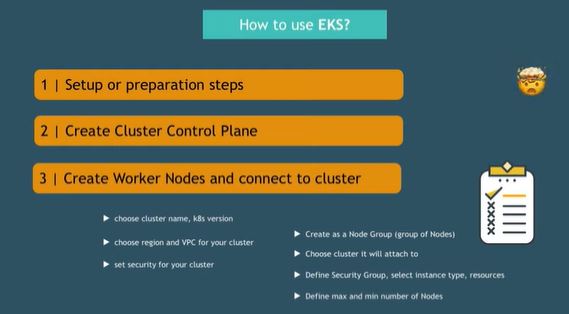 How to use EKS?
1 | Setup or preparation steps
2 | Create Cluster Control Plane
3 | Create Worker Nodes and connect to cluster
▶ choose cluster name, k8s version
▶ choose region and VPC for your cluster
▶ set security for your cluster
▶ Create as a Node Group (group of Nodes)
▶ Choose cluster it will attach to
▶ Define Security Group, select instance type, resources
▶ Define max and min number of Nodes